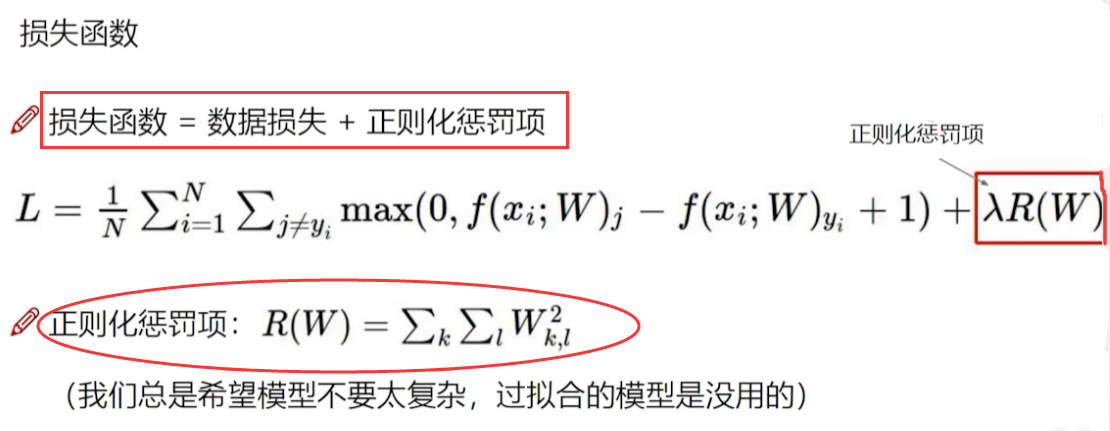 损失函数
损失函数 = 数据损失 + 正则化惩罚项
正则化惩罚项
L = \frac{1}{N} \sum_{i=1}^{N} \sum_{j \neq y_i} \max(0, f(x_i; W)_j - f(x_i; W)_{y_i} + 1) + \lambda R(W)
正则化惩罚项: R(W) = \sum_k \sum_l W_{k,l}^2
（我们总是希望模型不要太复杂，过拟合的模型是没用的）